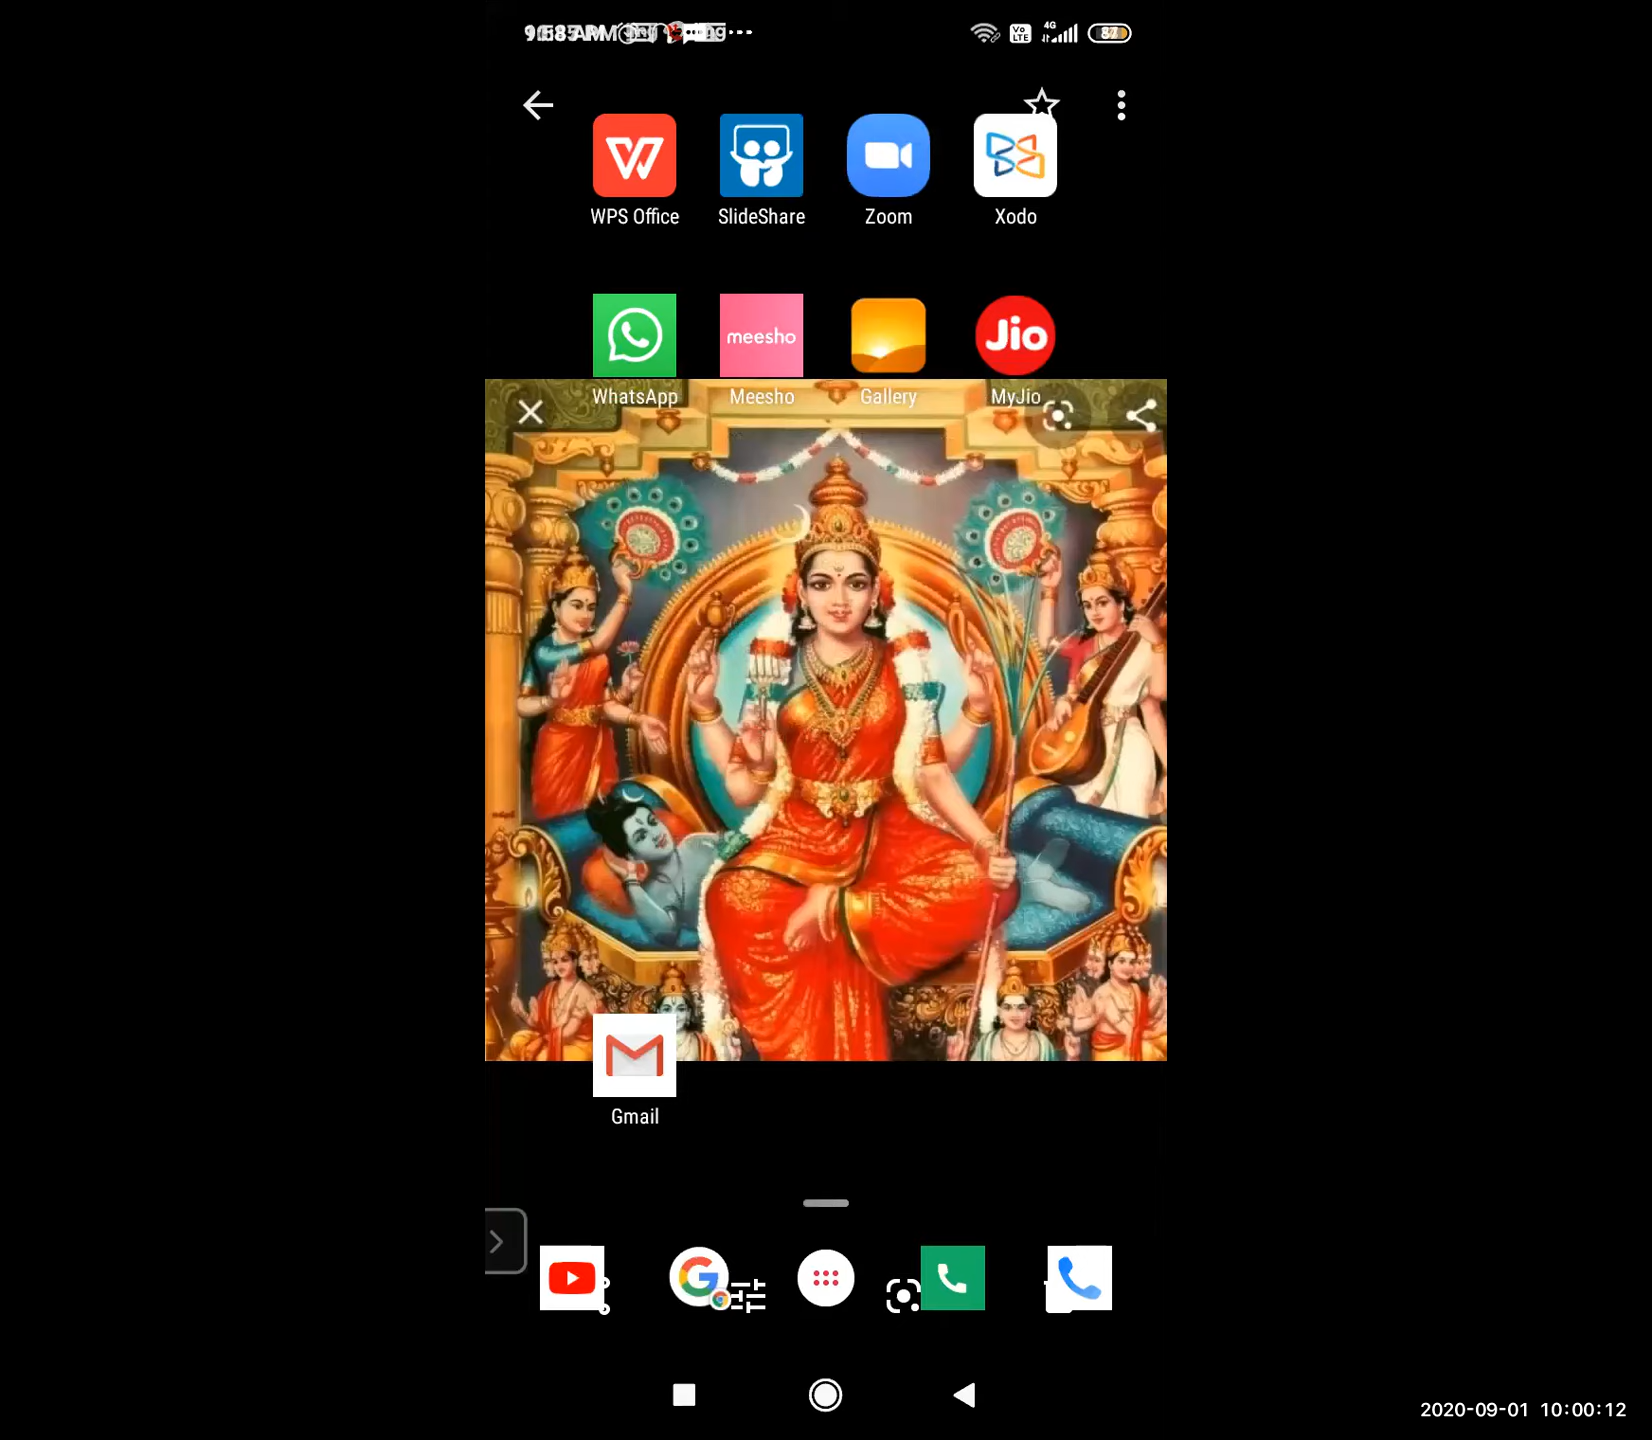 WPS Office SlideShare Zoom Xodo
meesho Jio
WhatsApp Meesho Gallery MyJio
Gmail
2020-09-01 10:00:12